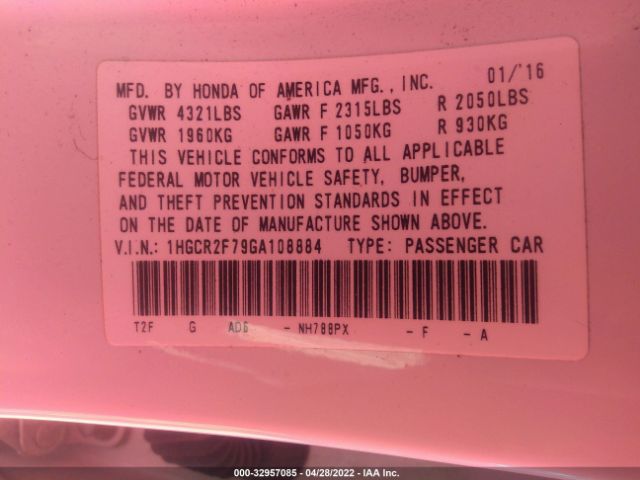 MFD. BY HONDA OF AMERICA MFG., INC. 01/'16
GVWR 4321LBS GAWR F 2315LBS R 2050LBS
GVWR 1960KG GAWR F 1050KG R 930KG
THIS VEHICLE CONFORMS TO ALL APPLICABLE
FEDERAL MOTOR VEHICLE SAFETY, BUMPER,
AND THEFT PREVENTION STANDARDS IN EFFECT
ON THE DATE OF MANUFACTURE SHOWN ABOVE.
V.I.N.: 1HGCR2F79GA108884 TYPE: PASSENGER CAR
T2F G AD6 - NH788PX - F - A
000-32957085 - 04/28/2022 - IAA Inc.